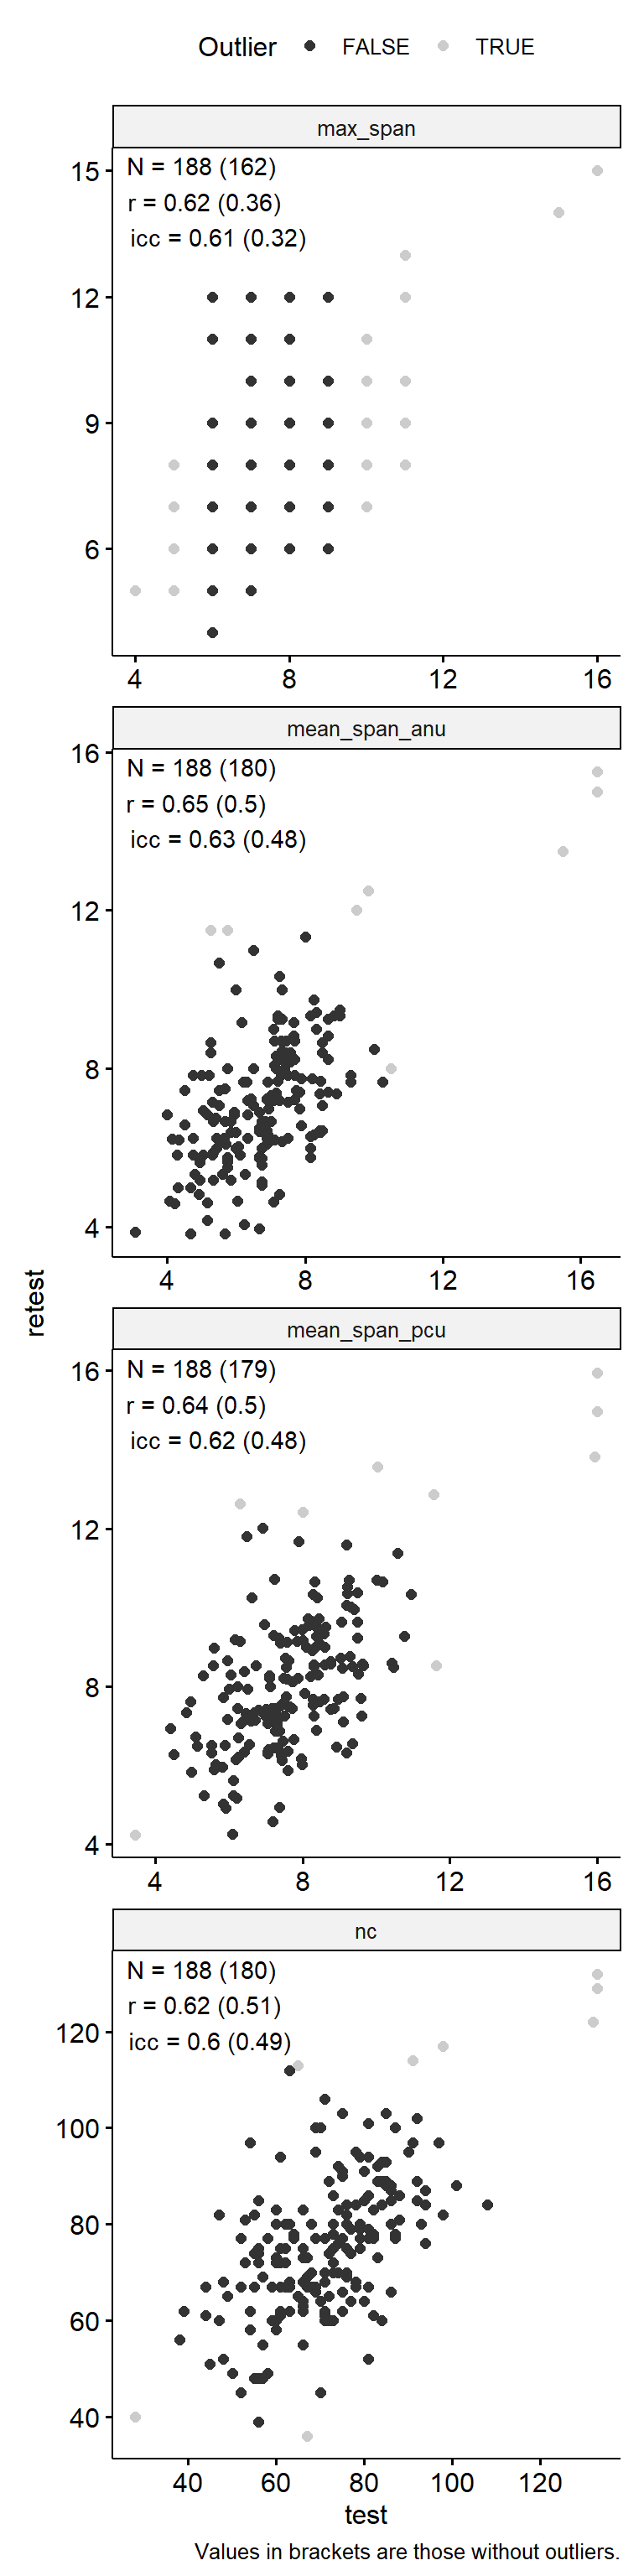 Outlier FALSE TRUE
max_span
N = 188 (162)
r = 0.62 (0.36)
icc = 0.61 (0.32)
15
12
9
6
4 8 12 16
mean_span_anu
N = 188 (180)
r = 0.65 (0.5)
icc = 0.63 (0.48)
16
12
8
4
4 8 12 16
retest
mean_span_pcu
N = 188 (179)
r = 0.64 (0.5)
icc = 0.62 (0.48)
16
12
8
4
4 8 12 16
nc
N = 188 (180)
r = 0.62 (0.51)
icc = 0.6 (0.49)
120
100
80
60
40
40 60 80 100 120
test
Values in brackets are those without outliers.